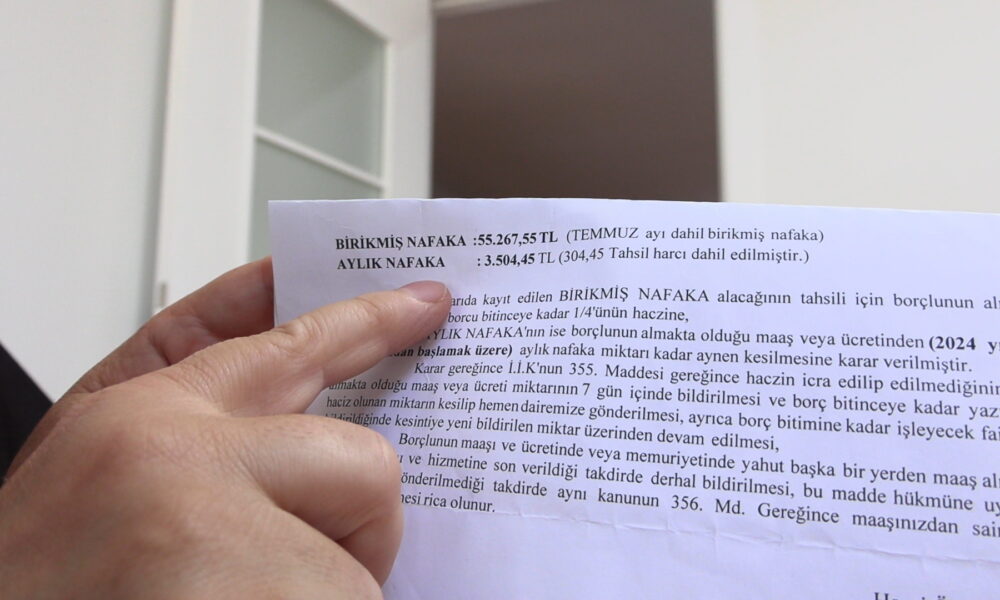 BİRİKMİŞ NAFAKA :55.267,55 TL (TEMMUZ ayı dahil birikmiş nafaka)
AYLIK NAFAKA : 3.504,45 TL (304,45 Tahsil harcı dahil edilmiştir.)
kayıt edilen BİRİKMİŞ NAFAKA alacağının tahsili için borçlunun
borcu bitinceye kadar 1/4'ünün haczine,
AYLIK NAFAKA'nın ise borçlunun almakta olduğu maaş veya ücretinden (2024
başlamak üzere) aylık nafaka miktarı kadar aynen kesilmesine karar verilmiştir.
Karar gereğince İ.İ.K'nun 355. Maddesi gereğince haczin icra edilip edilmediğinin
almakta olduğu maaş veya ücreti miktarının 7 gün içinde bildirilmesi ve borç bitinceye kadar
haciz olunan miktarın kesilip hemen dairemize gönderilmesi, ayrıca borç bitimine kadar işleyecek
bildirildiğinde kesintiye yeni bildirilen miktar üzerinden devam edilmesi,
Borçlunun maaşı ve ücretinde veya memuriyetinde yahut başka bir yerden maaş
ve hizmetine son verildiği takdirde derhal bildirilmesi, bu madde hükmüne
gönderilmediği takdirde aynı kanunun 356. Md. Gereğince maaşınızdan
rica olunur.